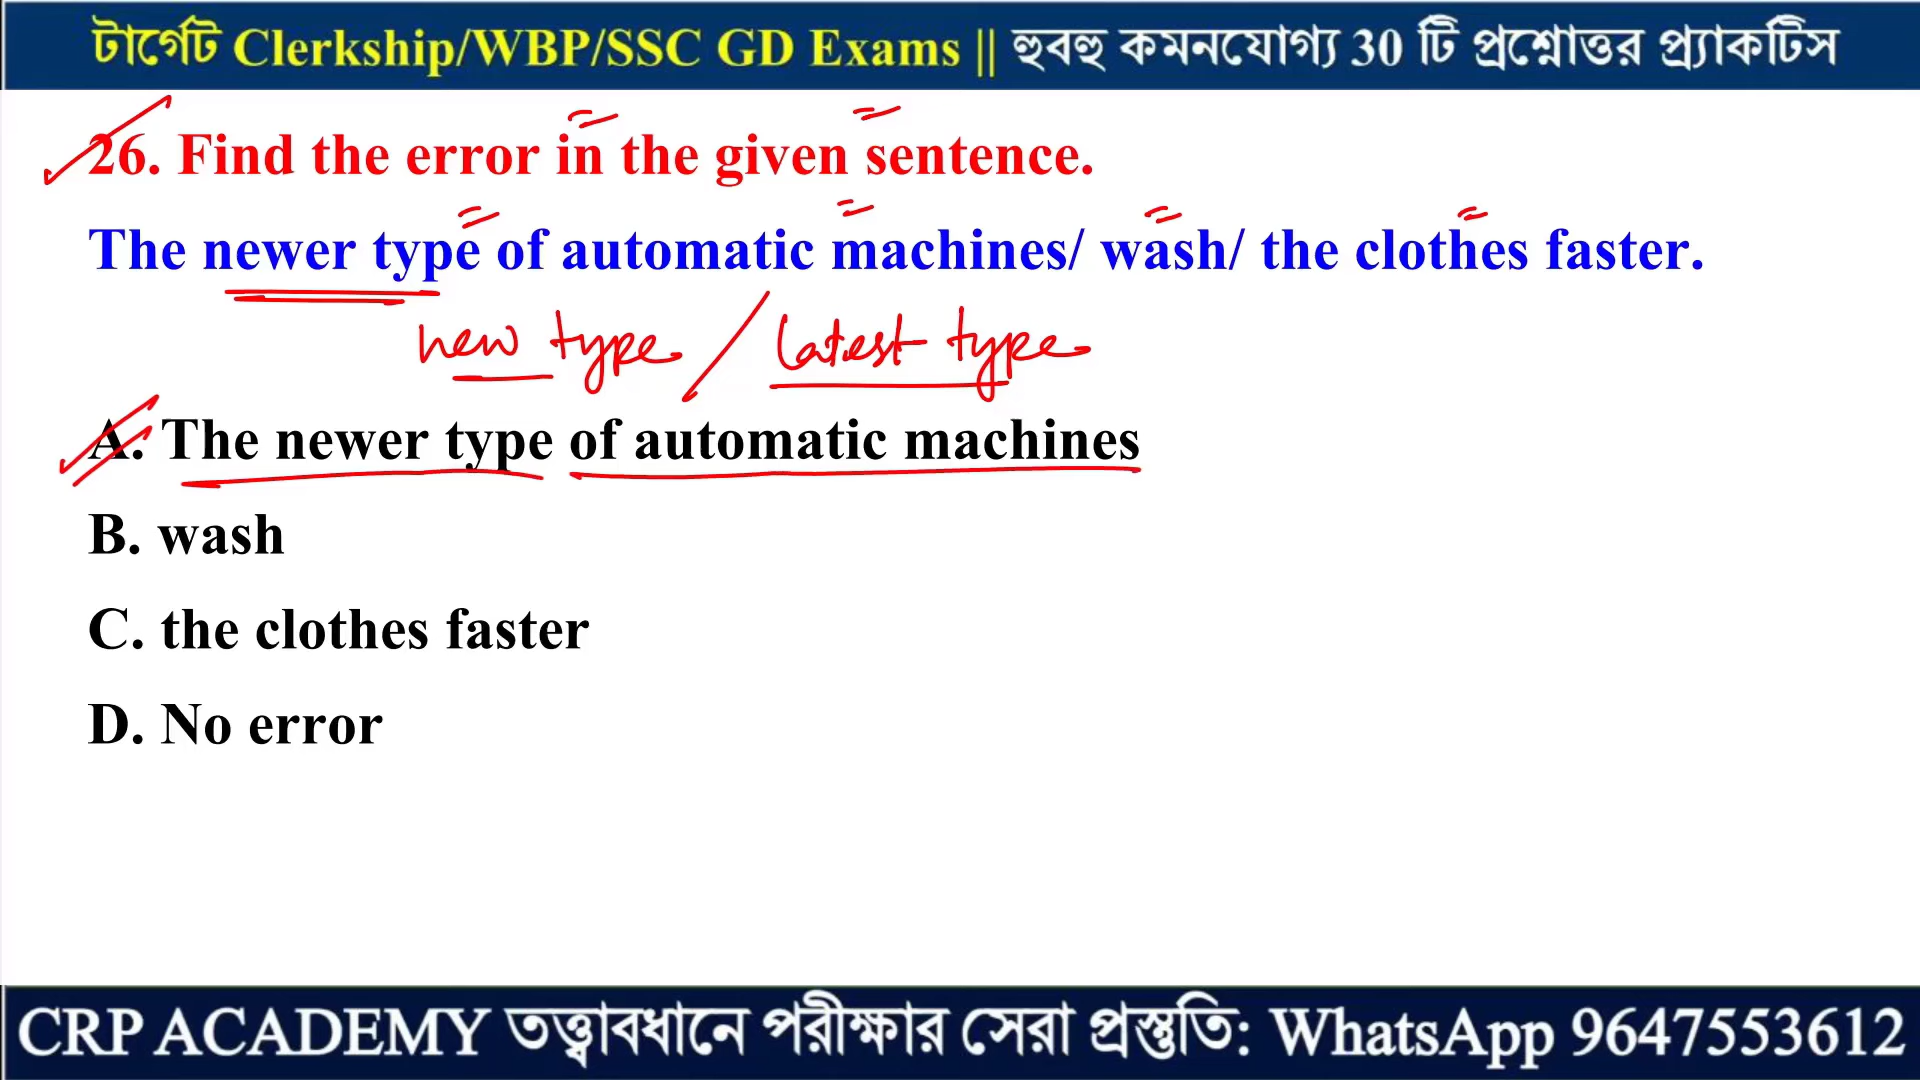 টার্গেট Clerkship/WBP/SSC GD Exams || হুবহু কমনযোগ্য 30 টি প্রশ্নোত্তর প্র্যাকটিস
26. Find the error in the given sentence.
The newer type of automatic machines/ wash/ the clothes faster.
new type / latest type
A. The newer type of automatic machines
B. wash
C. the clothes faster
D. No error
CRP ACADEMY তত্ত্বাবধানে পরীক্ষার সেরা প্রস্তুতি: WhatsApp 9647553612